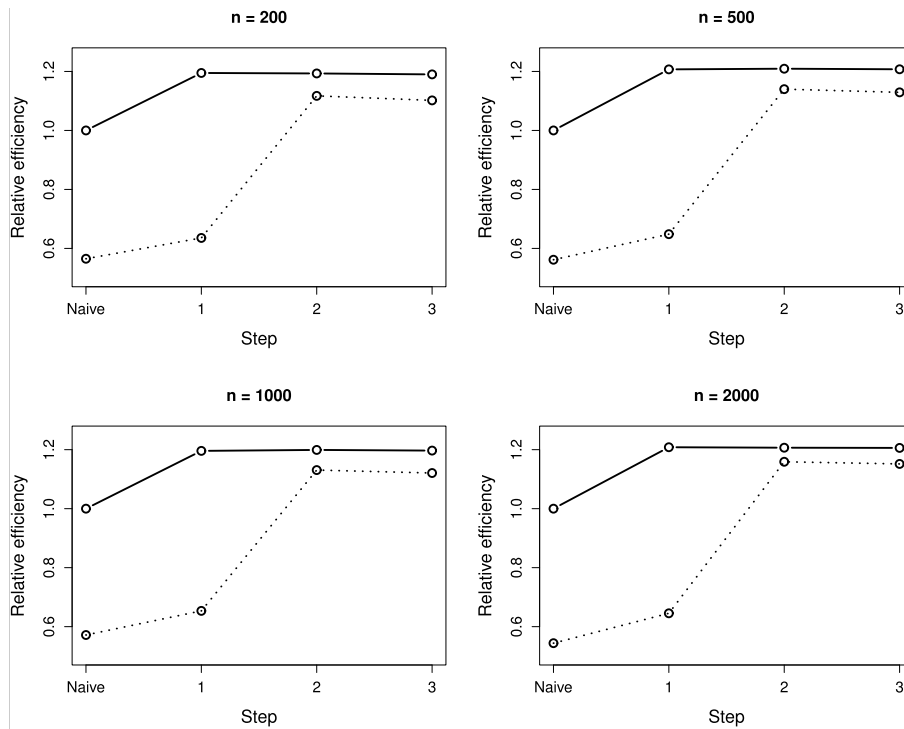 n = 200
Relative efficiency
1.2
1.0
0.8
0.6
Naive 1 2 3
Step
n = 500
Relative efficiency
1.2
1.0
0.8
0.6
Naive 1 2 3
Step
n = 1000
Relative efficiency
1.2
1.0
0.8
0.6
Naive 1 2 3
Step
n = 2000
Relative efficiency
1.2
1.0
0.8
0.6
Naive 1 2 3
Step